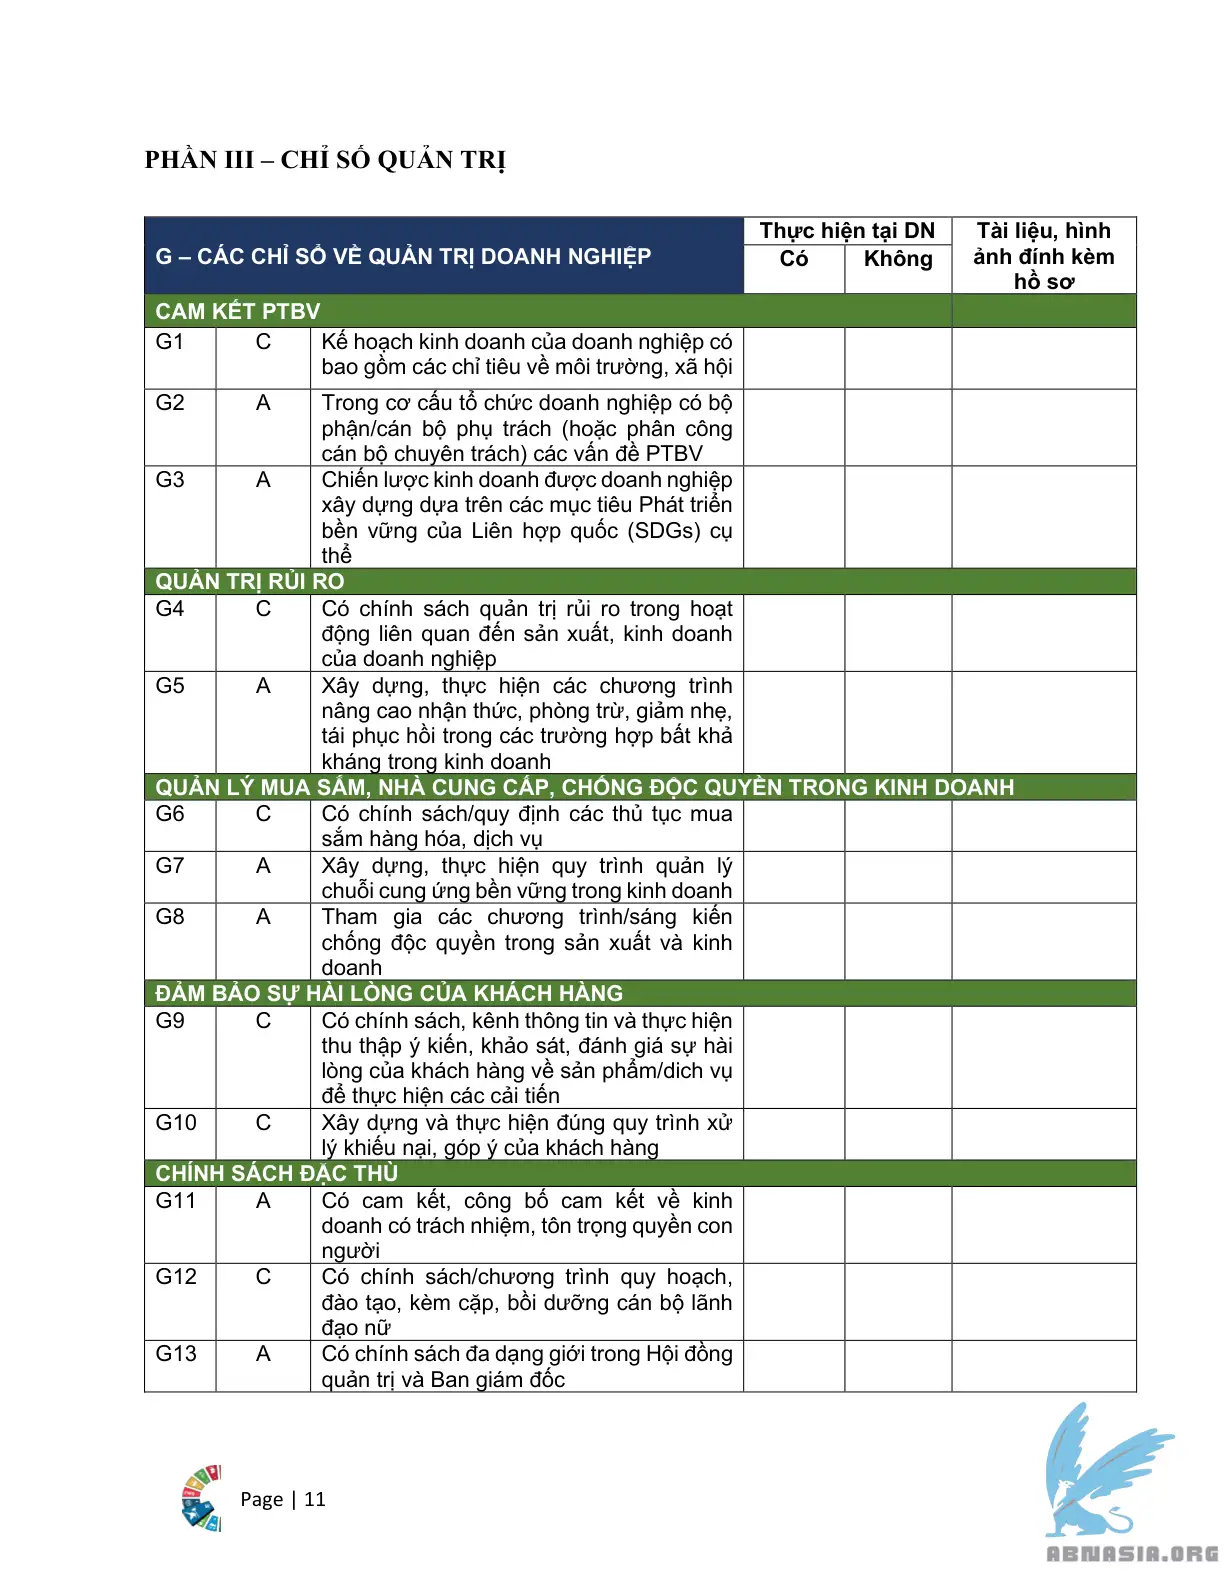 PHẦN III – CHỈ SỐ QUẢN TRỊ
G – CÁC CHỈ SỐ VỀ QUẢN TRỊ DOANH NGHIỆP
Thực hiện tại DN
Có
Không
Tài liệu, hình
ảnh đính kèm
hồ sơ
CAM KẾT PTBV
G1 C Kế hoạch kinh doanh của doanh nghiệp có
bao gồm các chỉ tiêu về môi trường, xã hội
G2 A Trong cơ cấu tổ chức doanh nghiệp có bộ
phận/cán bộ phụ trách (hoặc phân công
cán bộ chuyên trách) các vấn đề PTBV
G3 A Chiến lược kinh doanh được doanh nghiệp
xây dựng dựa trên các mục tiêu Phát triển
bền vững của Liên hợp quốc (SDGs) cụ
thể
QUẢN TRỊ RỦI RO
G4 C Có chính sách quản trị rủi ro trong hoạt
động liên quan đến sản xuất, kinh doanh
của doanh nghiệp
G5 A Xây dựng, thực hiện các chương trình
nâng cao nhận thức, phòng trừ, giảm nhẹ,
tái phục hồi trong các trường hợp bất khả
kháng trong kinh doanh
QUẢN LÝ MUA SẮM, NHÀ CUNG CẤP, CHỐNG ĐỘC QUYỀN TRONG KINH DOANH
G6 C Có chính sách/quy định các thủ tục mua
sắm hàng hóa, dịch vụ
G7 A Xây dựng, thực hiện quy trình quản lý
chuỗi cung ứng bền vững trong kinh doanh
G8 A Tham gia các chương trình/sáng kiến
chống độc quyền trong sản xuất và kinh
doanh
ĐẢM BẢO SỰ HÀI LÒNG CỦA KHÁCH HÀNG
G9 C Có chính sách, kênh thông tin và thực hiện
thu thập ý kiến, khảo sát, đánh giá sự hài
lòng của khách hàng về sản phẩm/dich vụ
để thực hiện các cải tiến
G10 C Xây dựng và thực hiện đúng quy trình xử
lý khiếu nại, góp ý của khách hàng
CHÍNH SÁCH ĐẶC THÙ
G11 A Có cam kết, công bố cam kết về kinh
doanh có trách nhiệm, tôn trọng quyền con
người
G12 C Có chính sách/chương trình quy hoạch,
đào tạo, kèm cặp, bồi dưỡng cán bộ lãnh
đạo nữ
G13 A Có chính sách đa dạng giới trong Hội đồng
quản trị và Ban giám đốc
Page | 11
ABNASIA.ORG